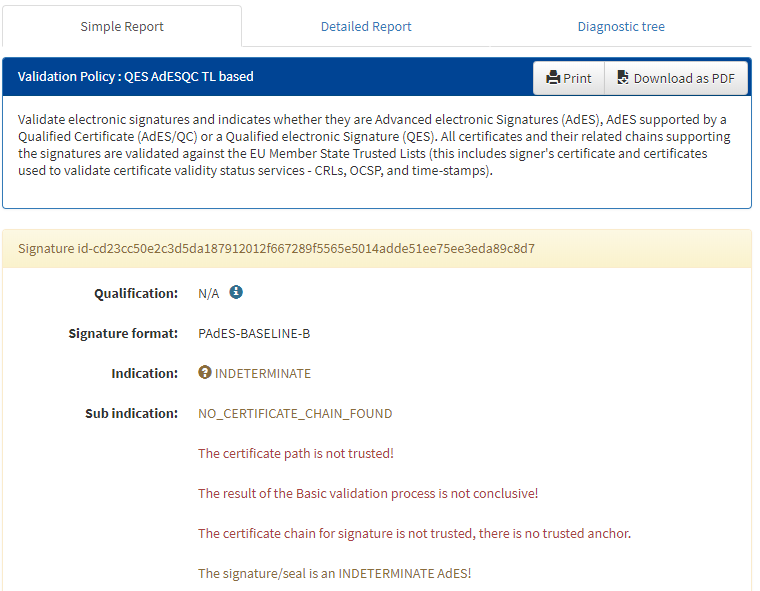 Simple Report
Detailed Report
Diagnostic tree
Validation Policy : QES AdESQC TL based
Print
Download as PDF
Validate electronic signatures and indicates whether they are Advanced electronic Signatures (AdES), AdES supported by a
Qualified Certificate (AdES/QC) or a Qualified electronic Signature (QES). All certificates and their related chains supporting
the signatures are validated against the EU Member State Trusted Lists (this includes signer's certificate and certificates
used to validate certificate validity status services - CRLs, OCSP, and time-stamps).
Signature id-cd23cc50e2c3d5da187912012f667289f5565e5014adde51ee75ee3eda89c8d7
Qualification: N/A
Signature format: PAdES-BASELINE-B
Indication: INDETERMINATE
Sub indication: NO_CERTIFICATE_CHAIN_FOUND
The certificate path is not trusted!
The result of the Basic validation process is not conclusive!
The certificate chain for signature is not trusted, there is no trusted anchor.
The signature/seal is an INDETERMINATE AdES!